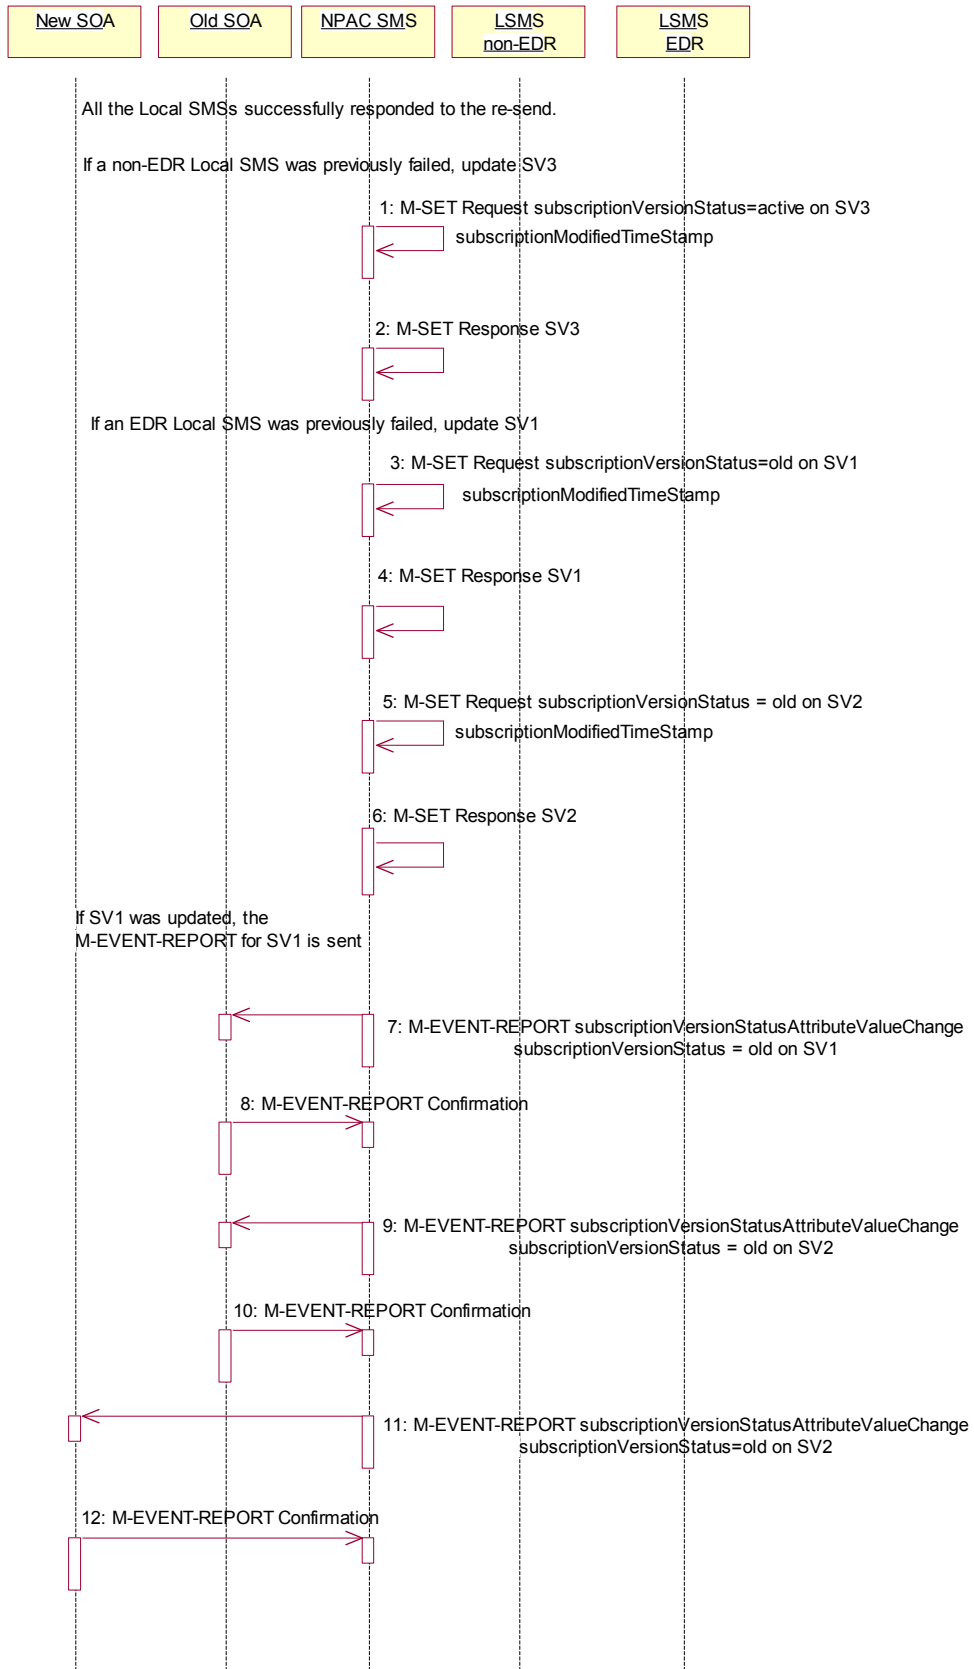 New SOA
Old SOA
NPAC SMS
LSMS
non-EDR
LSMS
EDR
All the Local SMSs successfully responded to the re-send.
If a non-EDR Local SMS was previously failed, update SV3
1: M-SET Request subscriptionVersionStatus=active on SV3
subscriptionModifiedTimeStamp
2: M-SET Response SV3
If an EDR Local SMS was previously failed, update SV1
3: M-SET Request subscriptionVersionStatus=old on SV1
subscriptionModifiedTimeStamp
4: M-SET Response SV1
5: M-SET Request subscriptionVersionStatus = old on SV2
subscriptionModifiedTimeStamp
6: M-SET Response SV2
If SV1 was updated, the
M-EVENT-REPORT for SV1 is sent
7: M-EVENT-REPORT subscriptionVersionStatusAttributeValueChange
subscriptionVersionStatus = old on SV1
8: M-EVENT-REPORT Confirmation
9: M-EVENT-REPORT subscriptionVersionStatusAttributeValueChange
subscriptionVersionStatus = old on SV2
10: M-EVENT-REPORT Confirmation
11: M-EVENT-REPORT subscriptionVersionStatusAttributeValueChange
subscriptionVersionStatus=old on SV2
12: M-EVENT-REPORT Confirmation